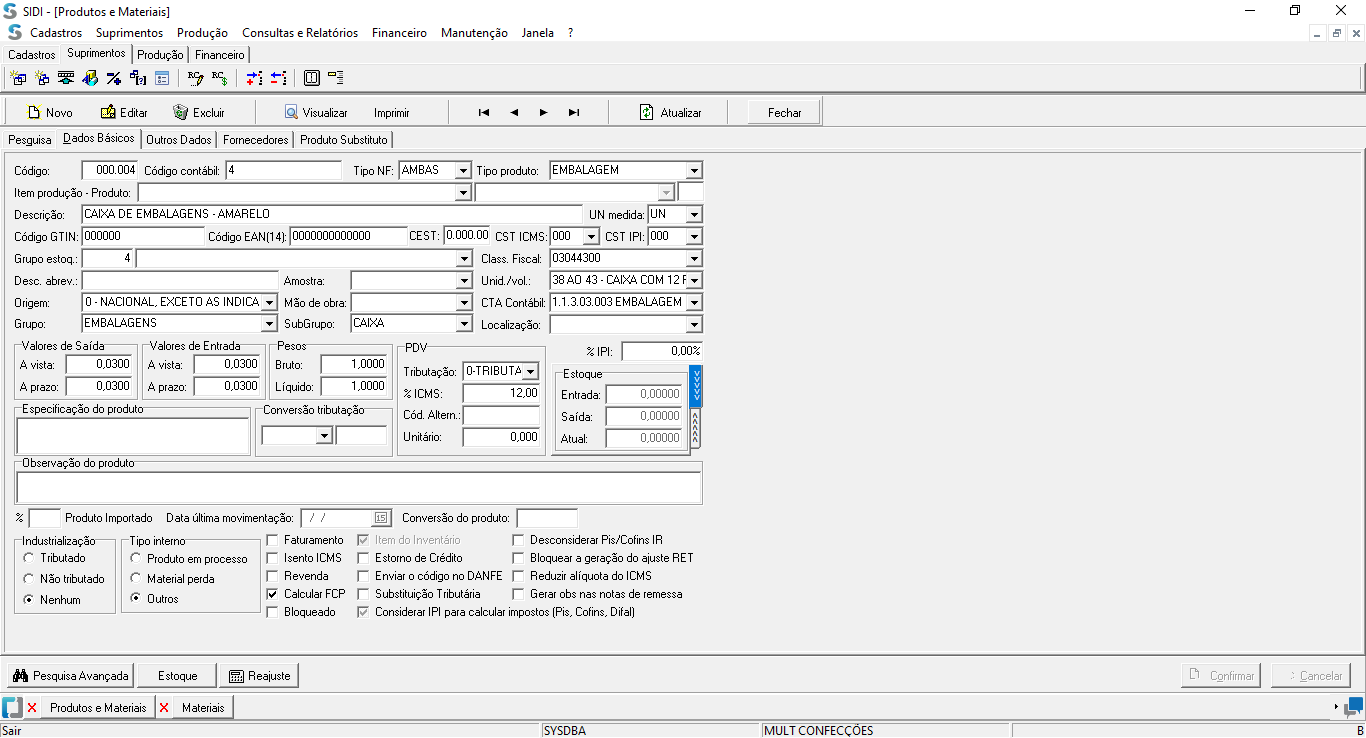 SIDI - [Produtos e Materiais]
Cadastros Suprimentos Produção Consultas e Relatórios Financeiro Manutenção Janela ?
Cadastros Suprimentos Produção Financeiro
Novo Editar Excluir Visualizar Imprimir Atualizar Fechar
Pesquisa Dados Básicos Outros Dados Fornecedores Produto Substituto
Código: 000.004 Código contábil: 4 Tipo NF: AMBAS Tipo produto: EMBALAGEM
Item produção - Produto:
Descrição: CAIXA DE EMBALAGENS - AMARELO UN medida: UN
Código GTIN: 000000 Código EAN(14): 0000000000000 CEST: 0.000.00 CST ICMS: 000 CST IPI: 000
Grupo estoq.: 4 Class. Fiscal: 03044300
Desc. abrev.: Amostra: Unid./vol.: 38 AO 43 - CAIXA COM 12 F
Origem: 0 - NACIONAL, EXCETO AS INDICA Mão de obra: CTA Contábil: 1.1.3.03.003 EMBALAGEM
Grupo: EMBALAGENS SubGrupo: CAIXA Localização:
Valores de Saída Valores de Entrada Pesos PDV % IPI: 0,00%
A vista: 0,0300 A vista: 0,0300 Bruto: 1,0000 Tributação: 0-TRIBUTA Estoque
A prazo: 0,0300 A prazo: 0,0300 Líquido: 1,0000 % ICMS: 12,00 Entrada: 0,00000
Especificação do produto Conversão tributação Cód. Altern.: Saída: 0,00000
Unitário: 0,000 Atual: 0,00000
Observação do produto
% Produto Importado Data última movimentação: / / 15 Conversão do produto:
Industrialização Tipo interno Faturamento Item do Inventário Desconsiderar Pis/Cofins IR
Tributado Produto em processo Isento ICMS Estorno de Crédito Bloquear a geração do ajuste RET
Não tributado Material perda Revenda Enviar o código no DANFE Reduzir alíquota do ICMS
Nenhum Outros Calcular FCP Substituição Tributária Gerar obs nas notas de remessa
Bloqueado Considerar IPI para calcular impostos (Pis, Cofins, Difal)
Pesquisa Avançada Estoque Reajuste Confirmar Cancelar
Produtos e Materiais Materiais
Sair SYSDBA MULT CONFECÇÕES B